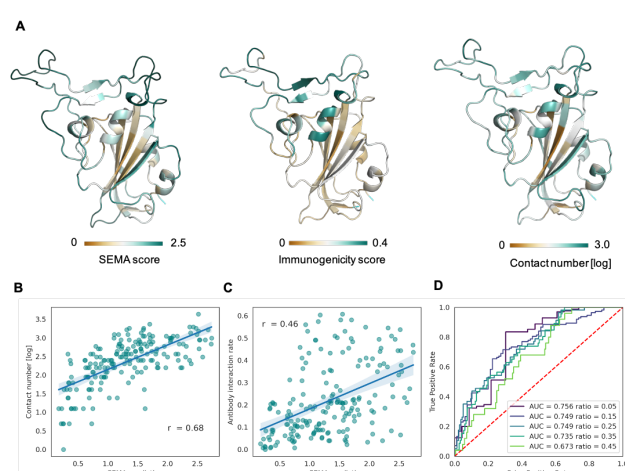 A
0 2.5
SEMA score
0 0.4
Immunogenicity score
0 3.0
Contact number[log]
B
C
D
Contact number [log]
3.5
3.0
2.5
2.0
1.5
1.0
0.5
0.0
r = 0.68
0.5 1.0 1.5 2.0 2.5
Antibody interaction rate
0.6
0.5
0.4
0.3
0.2
0.1
0.0
r = 0.46
0.5 1.0 1.5 2.0 2.5
True Positive Rate
1.0
0.8
0.6
0.4
0.2
0.0
AUC = 0.756 ratio = 0.05
AUC = 0.749 ratio = 0.15
AUC = 0.749 ratio = 0.25
AUC = 0.735 ratio = 0.35
AUC = 0.673 ratio = 0.45
0.0 0.2 0.4 0.6 0.8